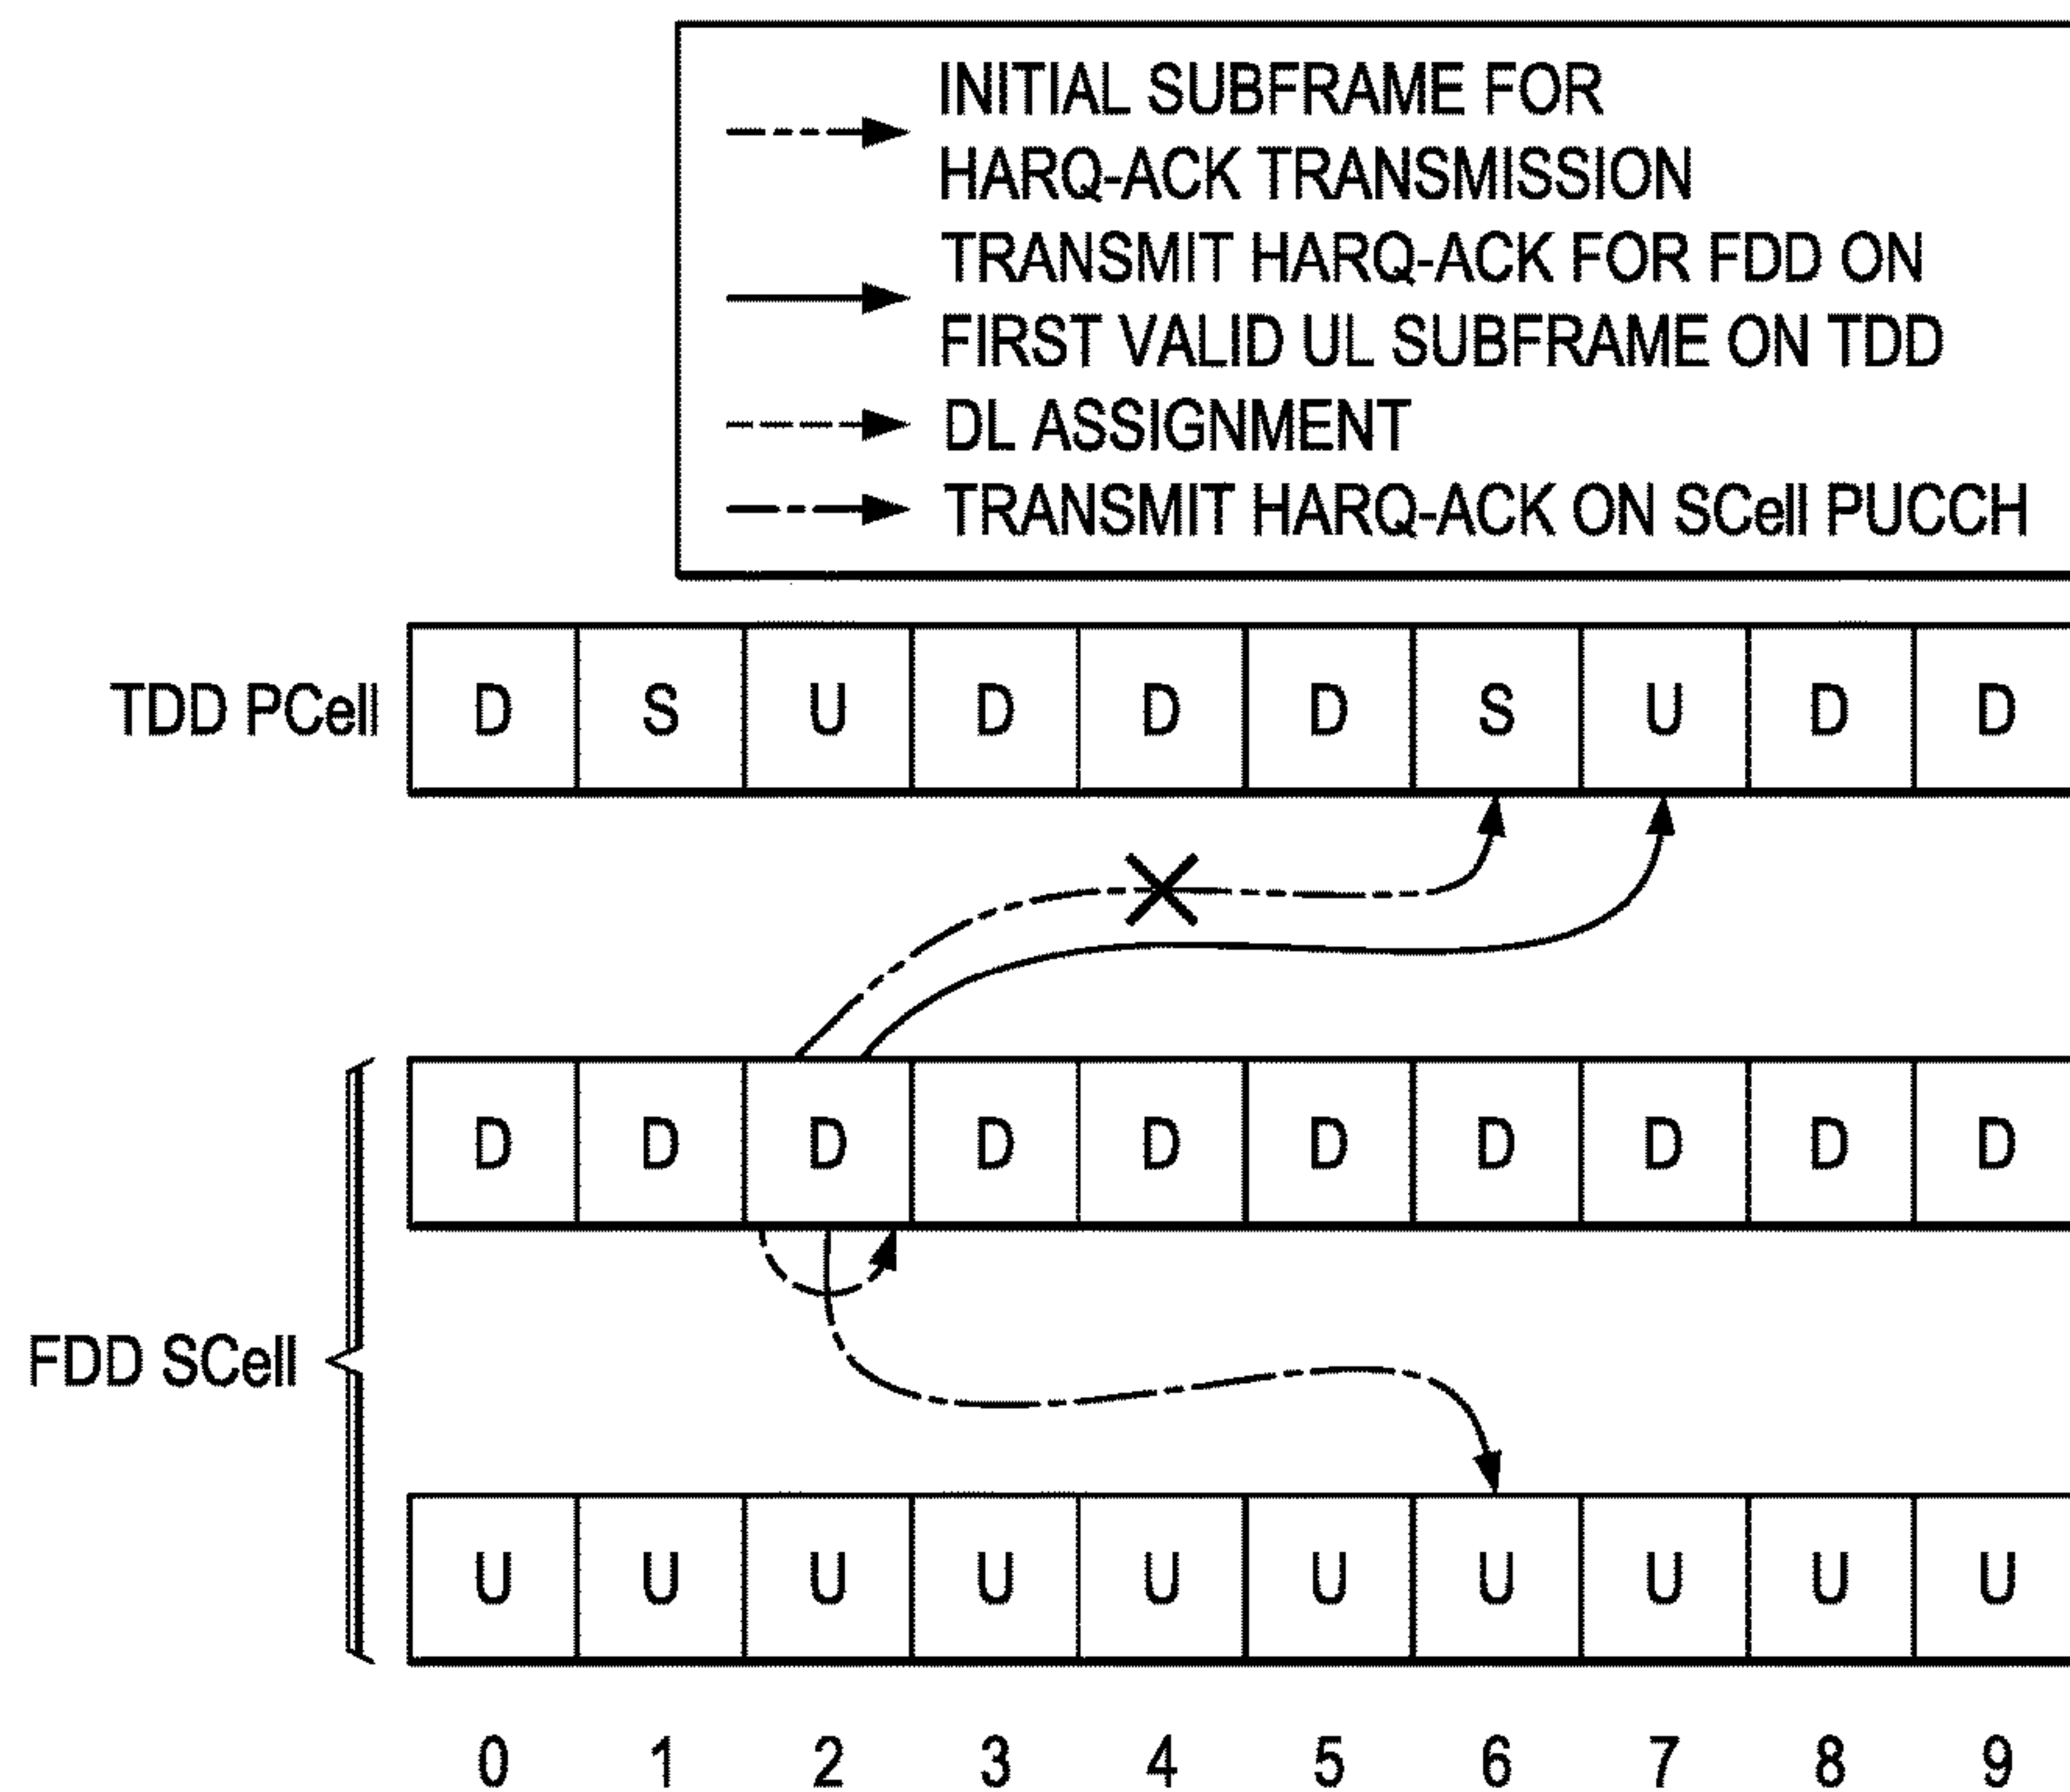 INITIAL SUBFRAME FOR
HARQ-ACK TRANSMISSION
TRANSMIT HARQ-ACK FOR FDD ON
FIRST VALID UL SUBFRAME ON TDD
DL ASSIGNMENT
TRANSMIT HARQ-ACK ON SCell PUCCH
TDD PCell D S U D D D S U D D
D D D D D D D D D D
FDD SCell
U U U U U U U U U U
0 1 2 3 4 5 6 7 8 9